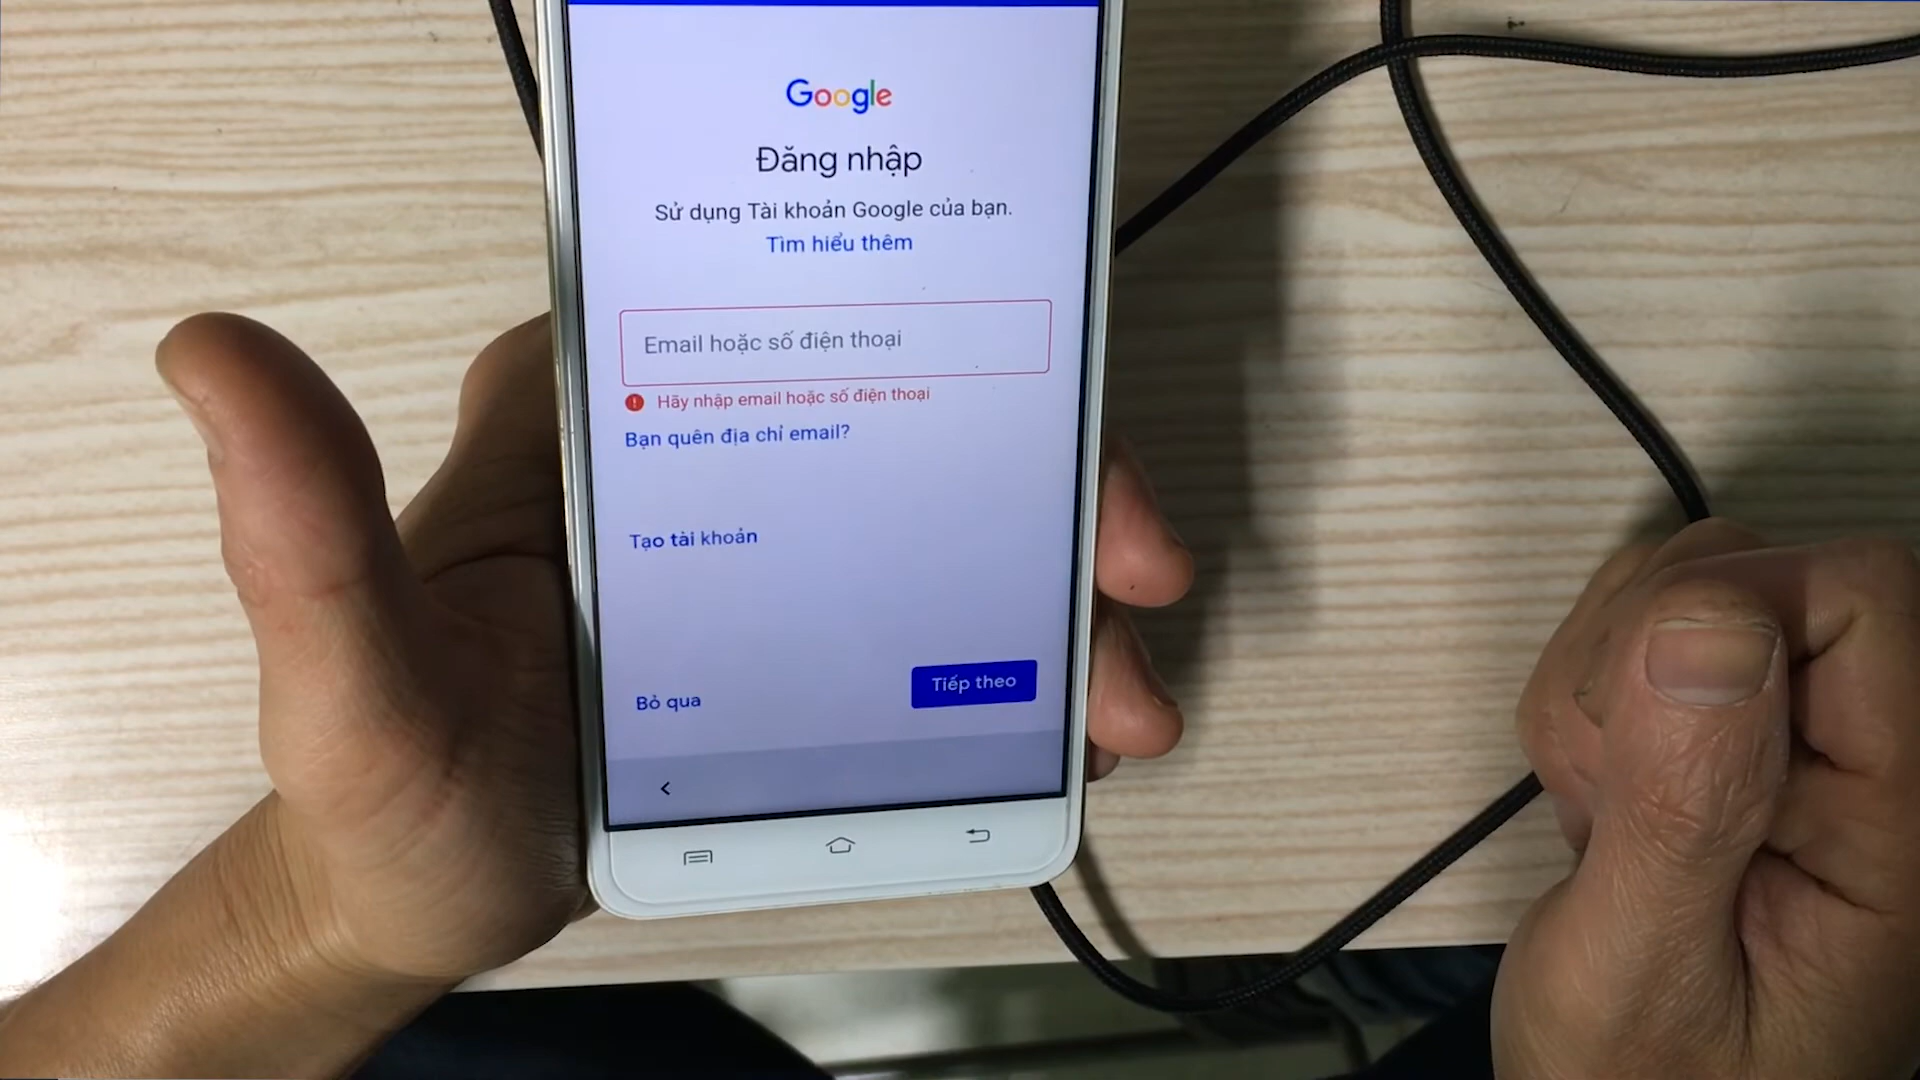 Google
Đăng nhập
Sử dụng Tài khoản Google của bạn.
Tìm hiểu thêm
Email hoặc số điện thoại
Hãy nhập email hoặc số điện thoại
Bạn quên địa chỉ email?
Tạo tài khoản
Bỏ qua
Tiếp theo